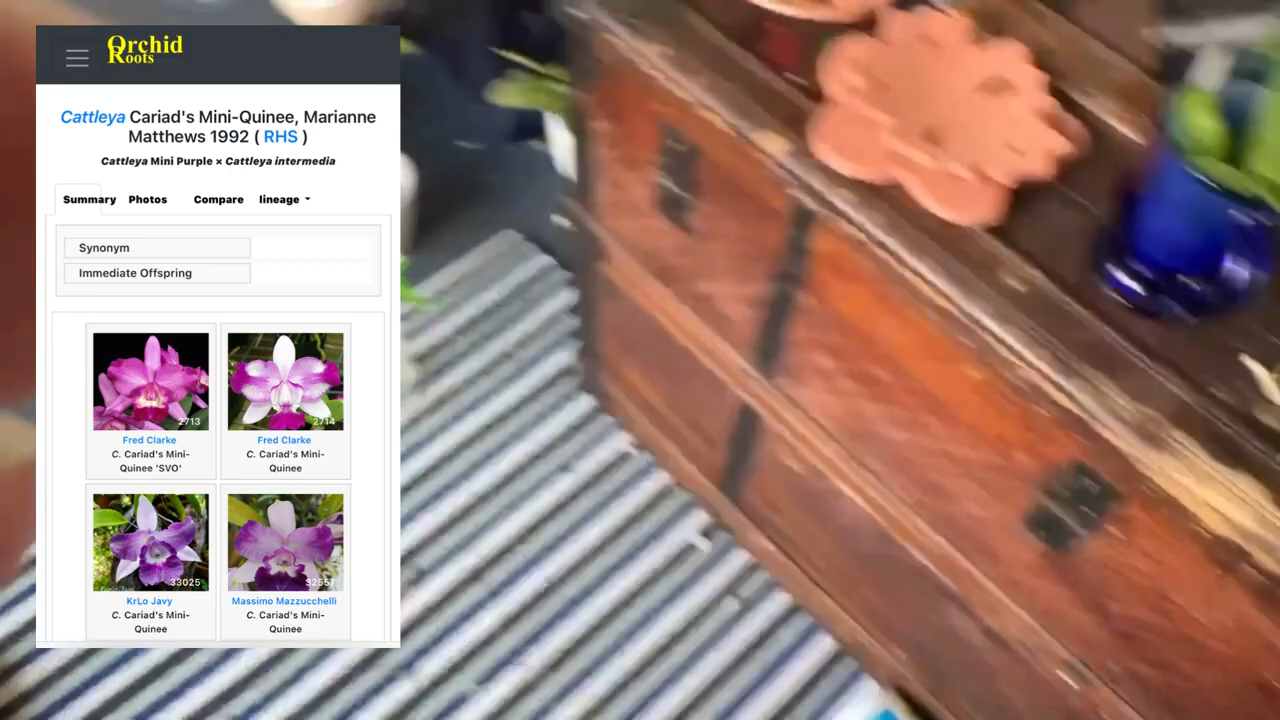 Orchid
Roots
Cattleya Cariad's Mini-Quinee, Marianne
Matthews 1992 ( RHS )
Cattleya Mini Purple × Cattleya intermedia
Summary Photos Compare lineage
Synonym
Immediate Offspring
2713
2714
Fred Clarke
C. Cariad's Mini-
Quinee 'SVO'
Fred Clarke
C. Cariad's Mini-
Quinee
33025
KrLo Javy
C. Cariad's Mini-
Quinee
Massimo Mazzucchelli
C. Cariad's Mini-
Quinee